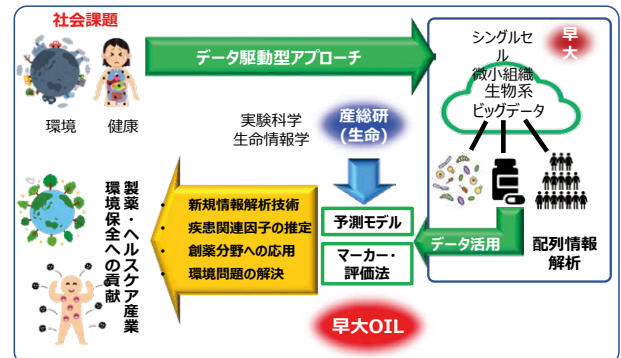 社会課題
環境
健康
データ駆動型アプローチ
早
大
シングルセ
ル
微小組織
生物系
ビッグデータ
実験科学
生命情報学
産総研
(生命)
製薬・ヘルスケア産業
環境保全への貢献
・ 新規情報解析技術
・ 疾患関連因子の推定
・ 創薬分野への応用
・ 環境問題の解決
予測モデル
マーカー・
評価法
データ活用
配列情報
解析
早大OIL